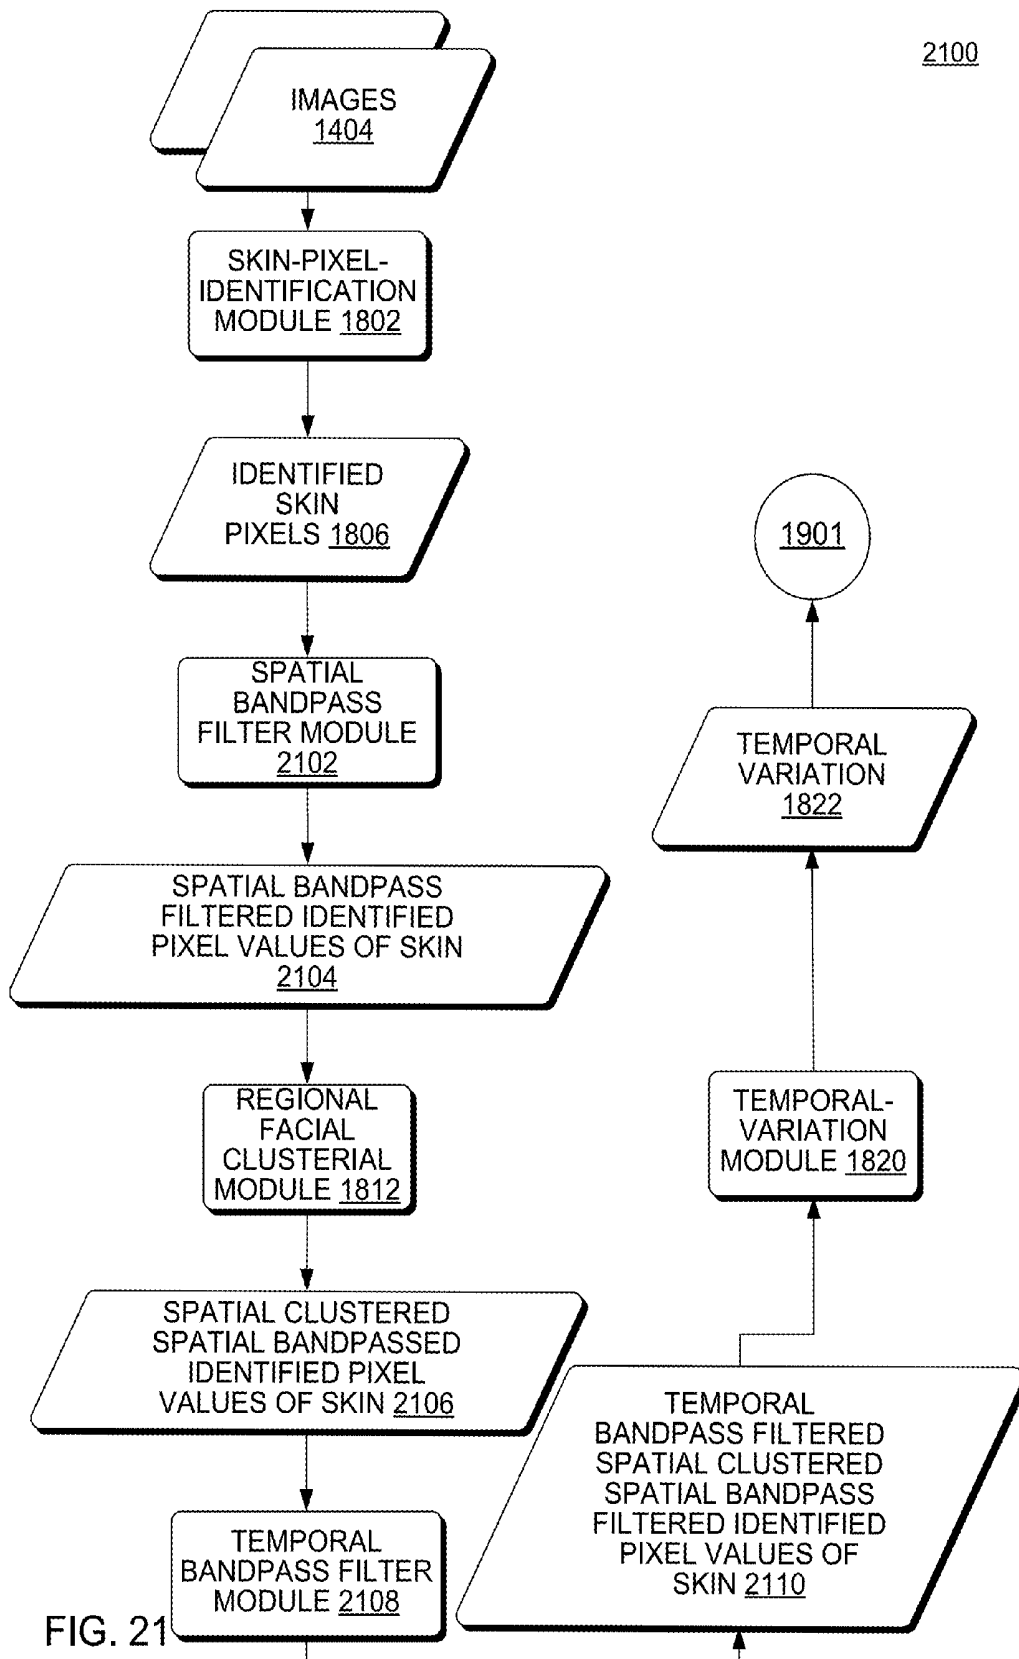 2100
IMAGES
1404
SKIN-PIXEL-
IDENTIFICATION
MODULE 1802
IDENTIFIED
SKIN
PIXELS 1806
SPATIAL
BANDPASS
FILTER MODULE
2102
SPATIAL BANDPASS
FILTERED IDENTIFIED
PIXEL VALUES OF SKIN
2104
REGIONAL
FACIAL
CLUSTERIAL
MODULE 1812
SPATIAL CLUSTERED
SPATIAL BANDPASSED
IDENTIFIED PIXEL
VALUES OF SKIN 2106
TEMPORAL
BANDPASS FILTER
MODULE 2108
TEMPORAL
BANDPASS FILTERED
SPATIAL CLUSTERED
SPATIAL BANDPASS
FILTERED IDENTIFIED
PIXEL VALUES OF
SKIN 2110
TEMPORAL-
VARIATION
MODULE 1820
TEMPORAL
VARIATION
1822
1901
FIG. 21